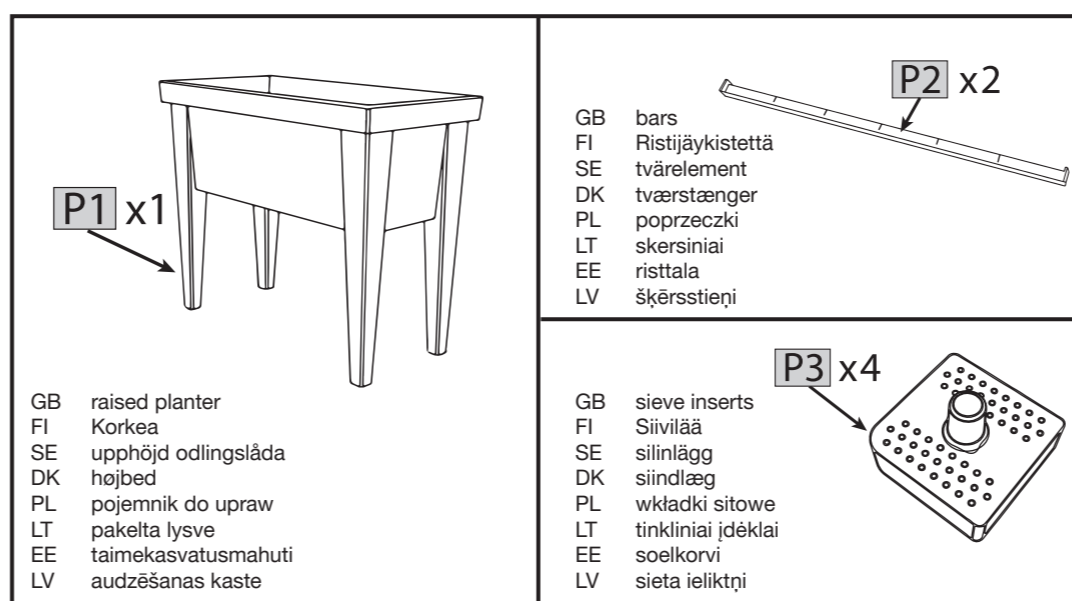 P1 x1
GB raised planter
FI Korkea
SE upphöjd odlingslåda
DK højbed
PL pojemnik do upraw
LT pakelta lysve
EE taimekasvatusmahuti
LV audzēšanas kaste
P2 x2
GB bars
FI Ristijäykistettä
SE tvärelement
DK tværstænger
PL poprzeczki
LT skersiniai
EE risttala
LV šķērsstieņi
P3 x4
GB sieve inserts
FI Siivilää
SE silinlägg
DK siindlæg
PL wkładki sitowe
LT tinkliniai įdėklai
EE soelkorvi
LV sieta ieliktņi